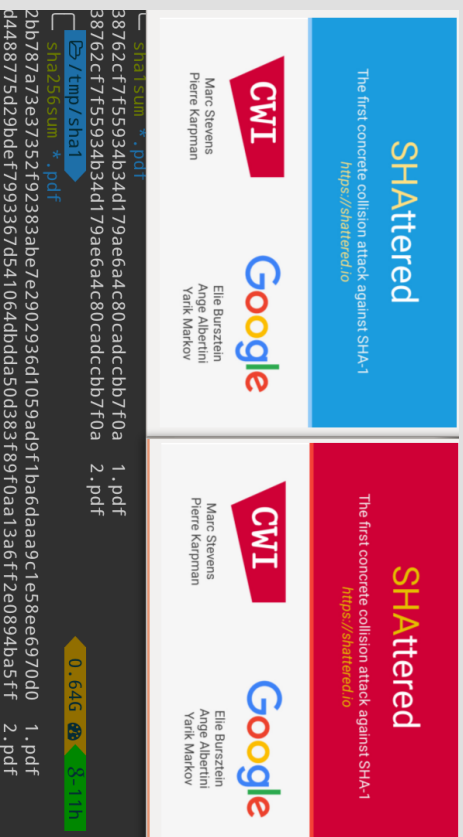 SHAttered
The first concrete collision attack against SHA-1
https://shattered.io
CWI
Marc Stevens
Pierre Karpman
Google
Elie Bursztein
Ange Albertini
Yarik Markov
SHAttered
The first concrete collision attack against SHA-1
https://shattered.io
CWI
Marc Stevens
Pierre Karpman
Google
Elie Bursztein
Ange Albertini
Yarik Markov
sha1sum *.pdf
38762cf7f55934b34d179ae6a4c80cadccbb7f0a 1.pdf
38762cf7f55934b34d179ae6a4c80cadccbb7f0a 2.pdf
/tmp/sha1
0.64G 8-11h
sha256sum *.pdf
2bb787a73e37352f92383abe7e2902936d1059ad9f1ba6daaa9c1e58ee6970d0 1.pdf
d4488775d29bdef7993367d541064dbdda50d383f89f0aa13a6ff2e0894ba5ff 2.pdf